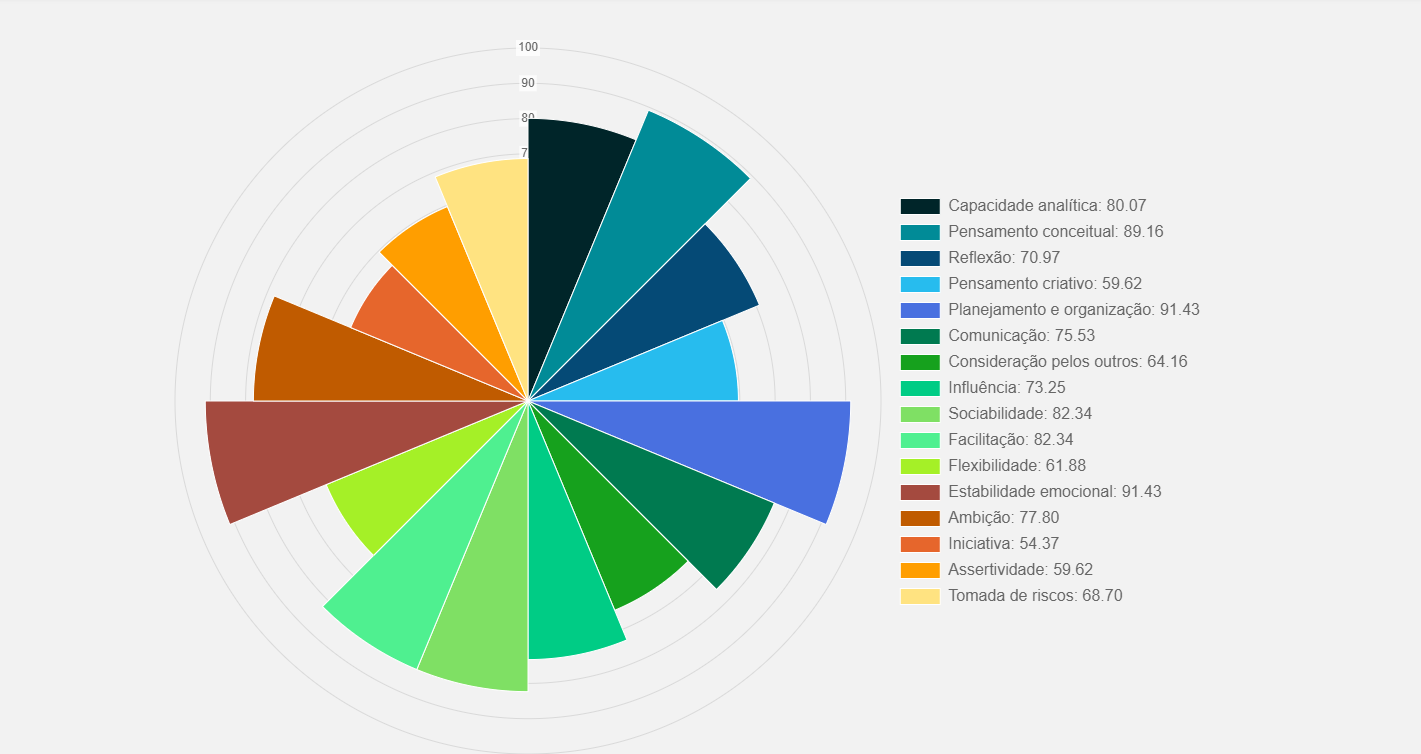 100
90
80
7
Capacidade analítica: 80.07
Pensamento conceitual: 89.16
Reflexão: 70.97
Pensamento criativo: 59.62
Planejamento e organização: 91.43
Comunicação: 75.53
Consideração pelos outros: 64.16
Influência: 73.25
Sociabilidade: 82.34
Facilitação: 82.34
Flexibilidade: 61.88
Estabilidade emocional: 91.43
Ambição: 77.80
Iniciativa: 54.37
Assertividade: 59.62
Tomada de riscos: 68.70